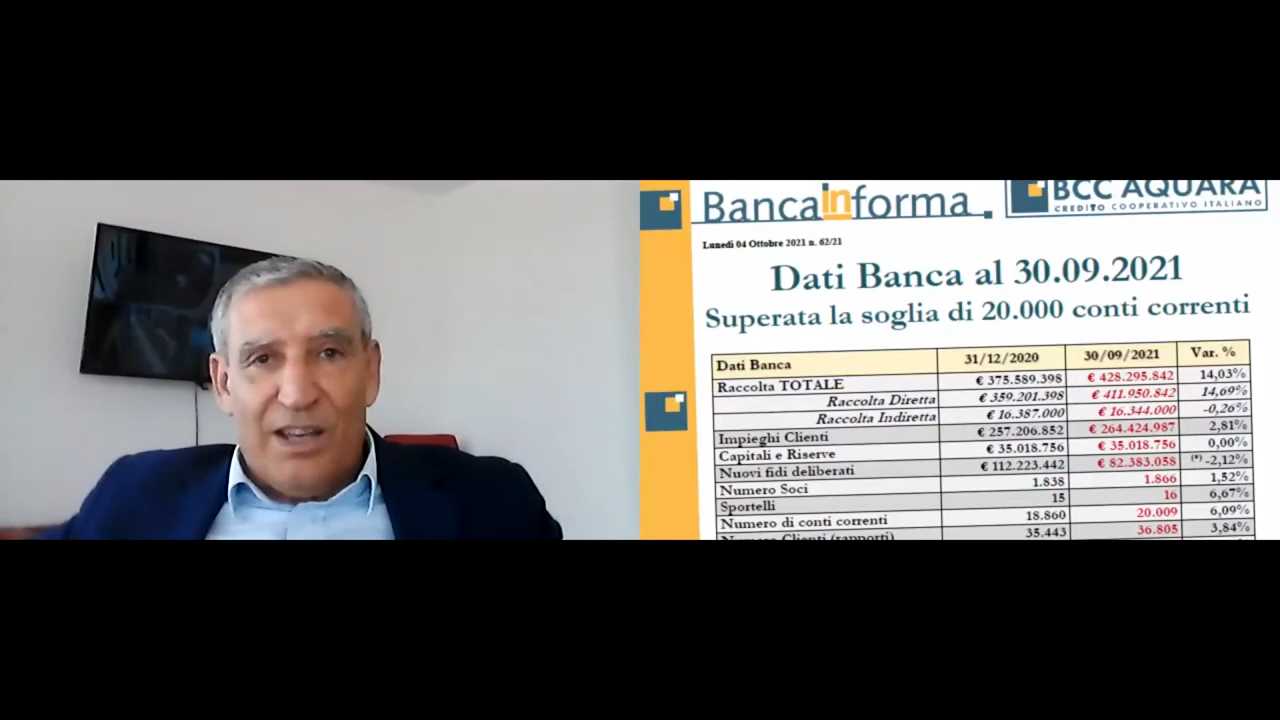 Bancainforma
BCC AQUARA
CREDITO COOPERATIVO ITALIANO
Lunedì 04 Ottobre 2021 n. 62/21
Dati Banca al 30.09.2021
Superata la soglia di 20.000 conti correnti
Dati Banca 31/12/2020 30/09/2021 Var. %
Raccolta TOTALE € 375.589.398 € 428.295.842 14,03%
Raccolta Diretta € 359.201.398 € 411.950.842 14,69%
Raccolta Indiretta € 16.387.000 € 16.344.000 -0,26%
Impieghi Clienti € 257.206.852 € 264.424.987 2,81%
Capitali e Riserve € 35.018.756 € 35.018.756 0,00%
Nuovi fidi deliberati € 112.223.442 € 82.383.058 (*) -2,12%
Numero Soci 1.838 1.866 1,52%
Sportelli 15 16 6,67%
Numero di conti correnti 18.860 20.009 6,09%
Numero Clienti (rapporti) 35.443 36.805 3,84%